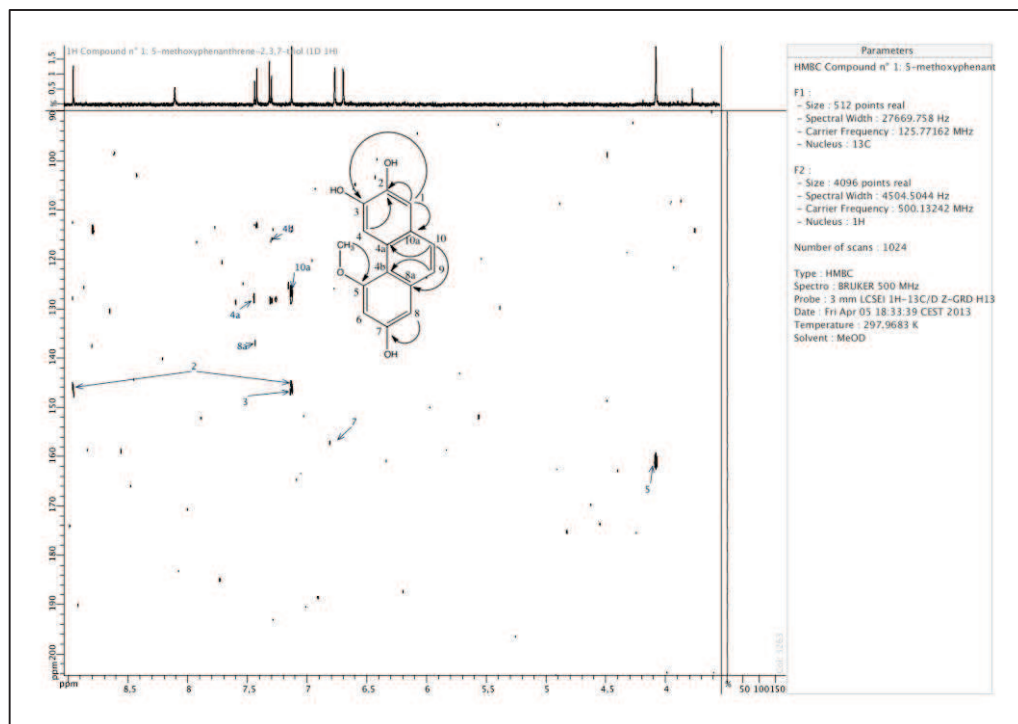 1H Compound n° 1: 5-methoxyphenanthrene-2,3,7-triol (1D 1H)
0,5 1 1,5
%
90
100
110
120
130
140
150
160
170
180
190
200
ppm
OH
2
HO
3
1
4
10a
10
4a
CH₃
4b
9
8a
O
5
6
8
7
OH
4b
10a
4a
8a
2
3
7
5
ppm 8,5 8 7,5 7 6,5 6 5,5 5 4,5 4 % 50 100150
Parameters
HMBC Compound n° 1: 5-methoxyphenant
F1 :
- Size : 512 points real
- Spectral Width : 27669.758 Hz
- Carrier Frequency : 125.77162 MHz
- Nucleus : 13C
F2 :
- Size : 4096 points real
- Spectral Width : 4504.5044 Hz
- Carrier Frequency : 500.13242 MHz
- Nucleus : 1H
Number of scans : 1024
Type : HMBC
Spectro : BRUKER 500 MHz
Probe : 3 mm LCSEI 1H-13C/D Z-GRD H13
Date : Fri Apr 05 18:33:39 CEST 2013
Temperature : 297.9683 K
Solvent : MeOD